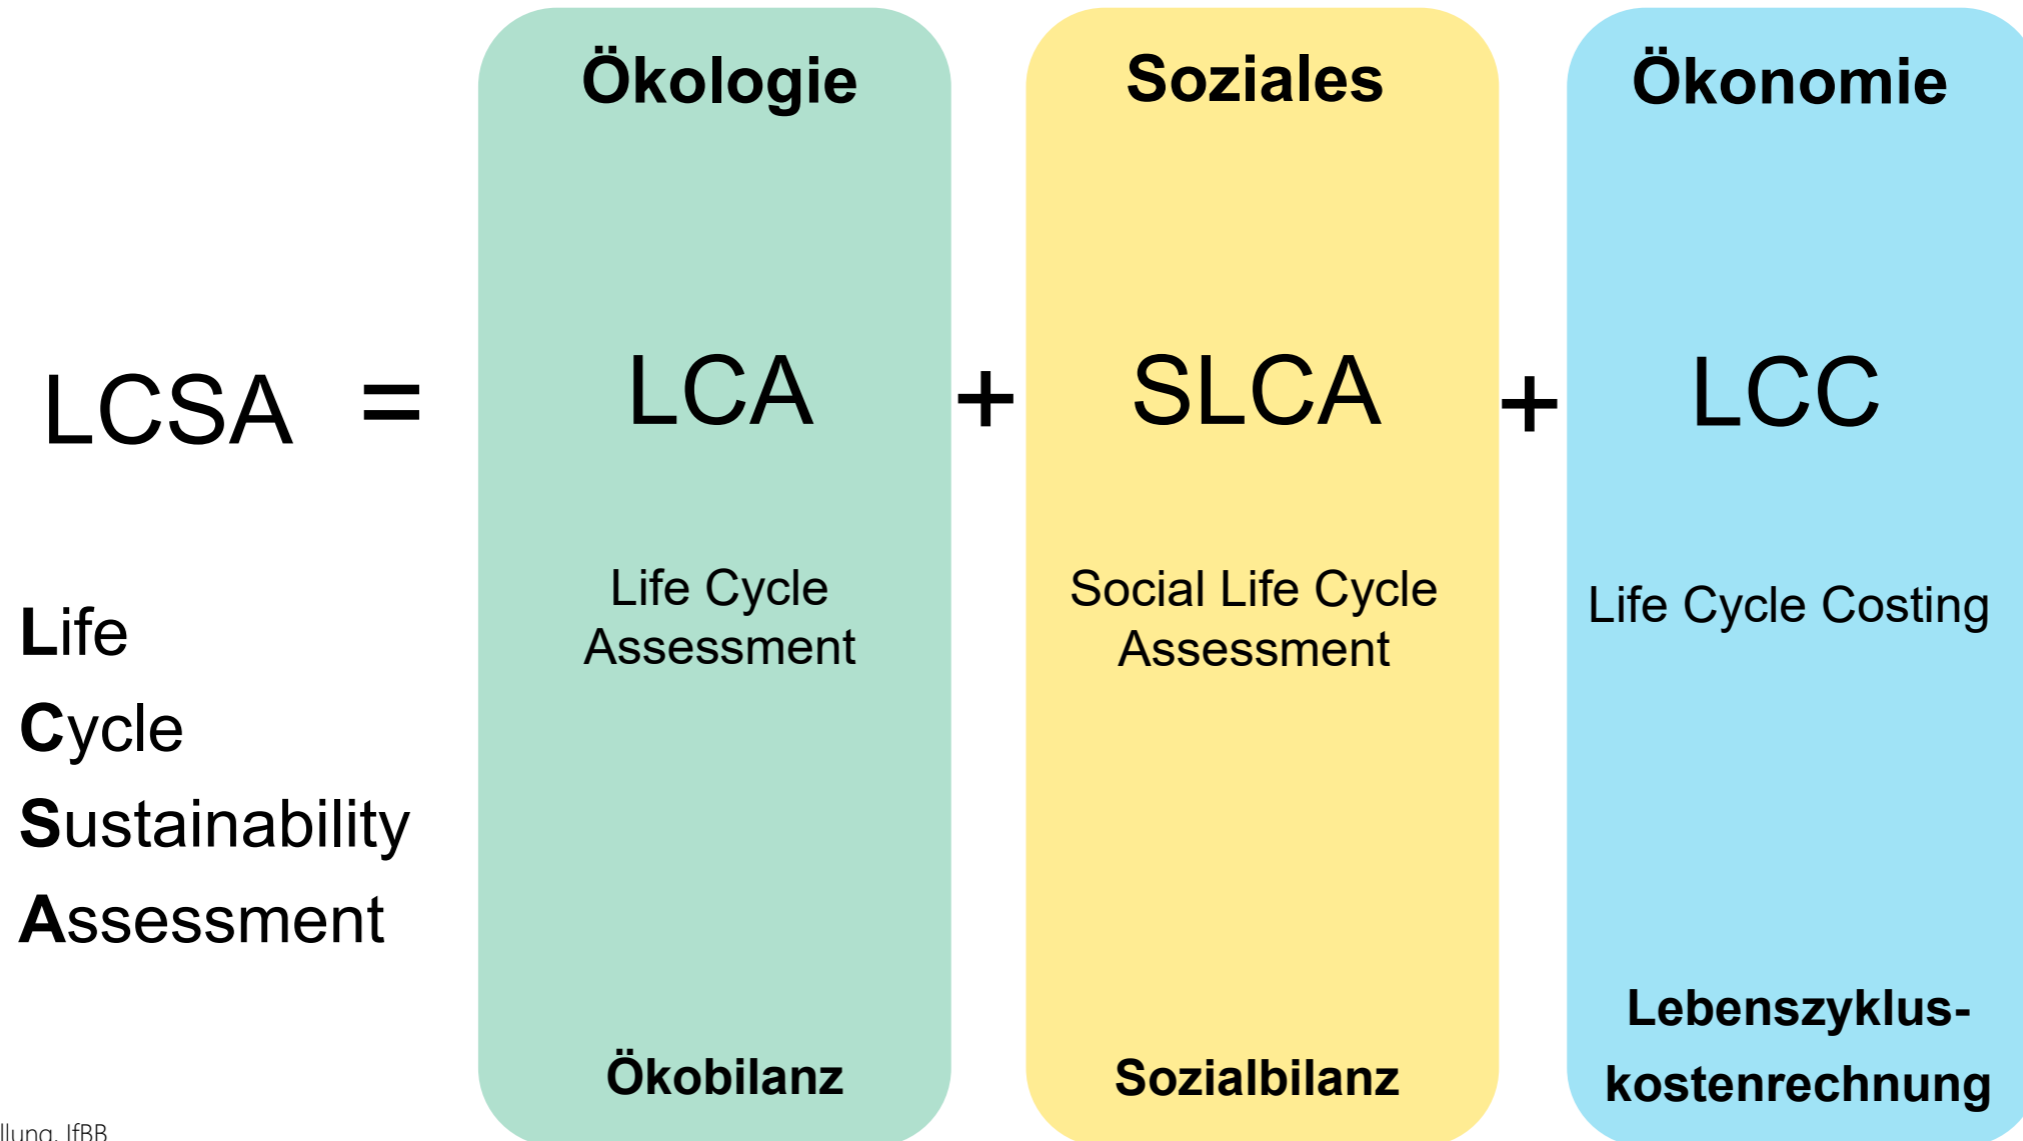 Ökologie
Soziales
Ökonomie
LCSA = LCA + SLCA + LCC
Life Cycle
Assessment
Social Life Cycle
Assessment
Life Cycle Costing
Life
Cycle
Sustainability
Assessment
Ökobilanz
Sozialbilanz
Lebenszyklus-
kostenrechnung
IfBB